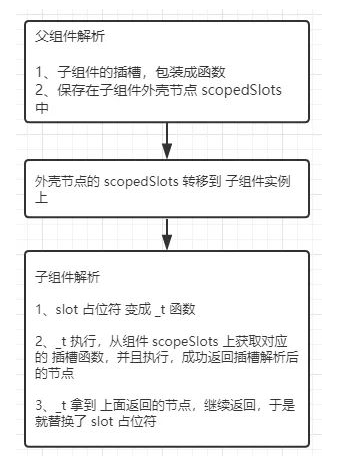 父组件解析
1、子组件的插槽，包装成函数
2、保存在子组件外壳节点 scopedSlots
中
外壳节点的 scopedSlots 转移到 子组件实例
上
子组件解析
1、slot 占位符 变成 _t 函数
2、_t 执行，从组件 scopeSlots 上获取对应
的 插槽函数，并且执行，成功返回插槽解析后
的节点
3、_t 拿到 上面返回的节点，继续返回，于是
就替换了 slot 占位符